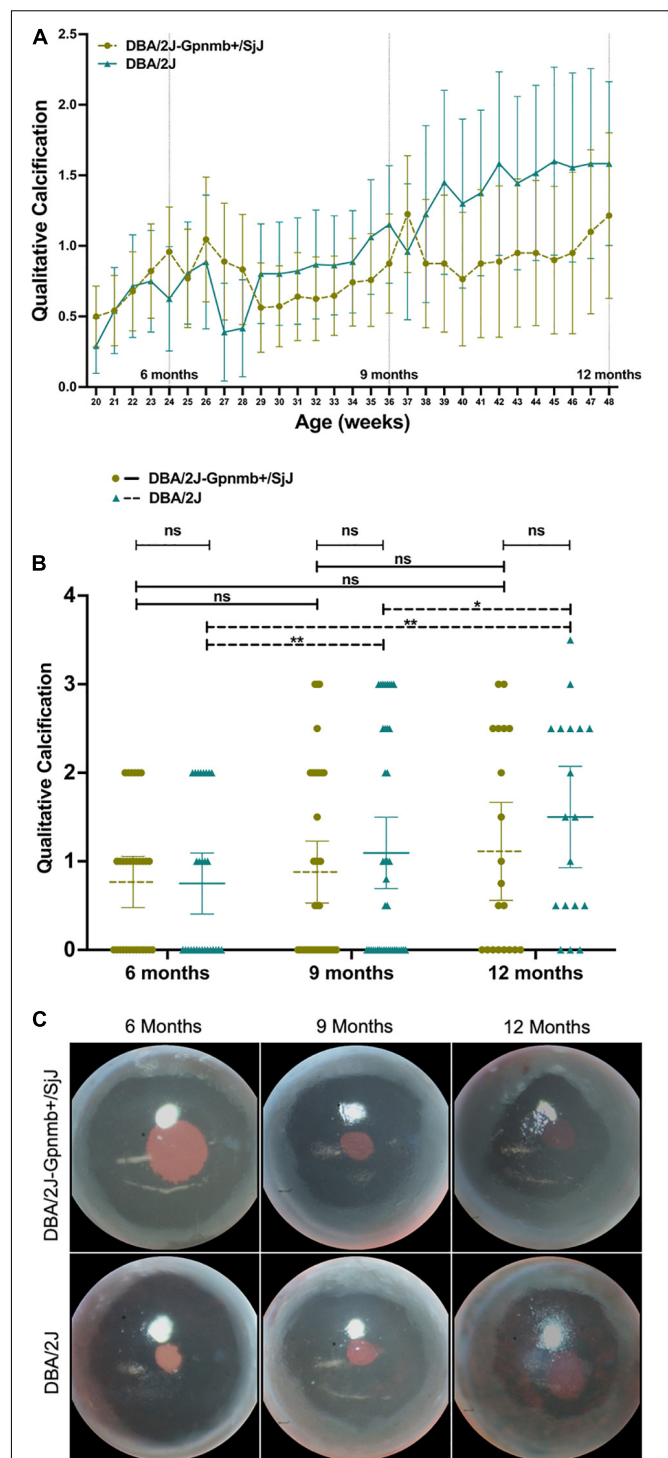 A
DBA/2J-Gpnmb+/SjJ
DBA/2J
Qualitative Calcification
2.5
2.0
1.5
1.0
0.5
0.0
6 months
9 months
12 months
20 21 22 23 24 25 26 27 28 29 30 31 32 33 34 35 36 37 38 39 40 41 42 43 44 45 46 47 48
Age (weeks)
DBA/2J-Gpnmb+/SjJ
DBA/2J
B
ns
ns
ns
ns
ns
ns
*
**
**
Qualitative Calcification
4
3
2
1
0
6 months
9 months
12 months
C
6 Months
9 Months
12 Months
DBA/2J-Gpnmb+/SjJ
DBA/2J